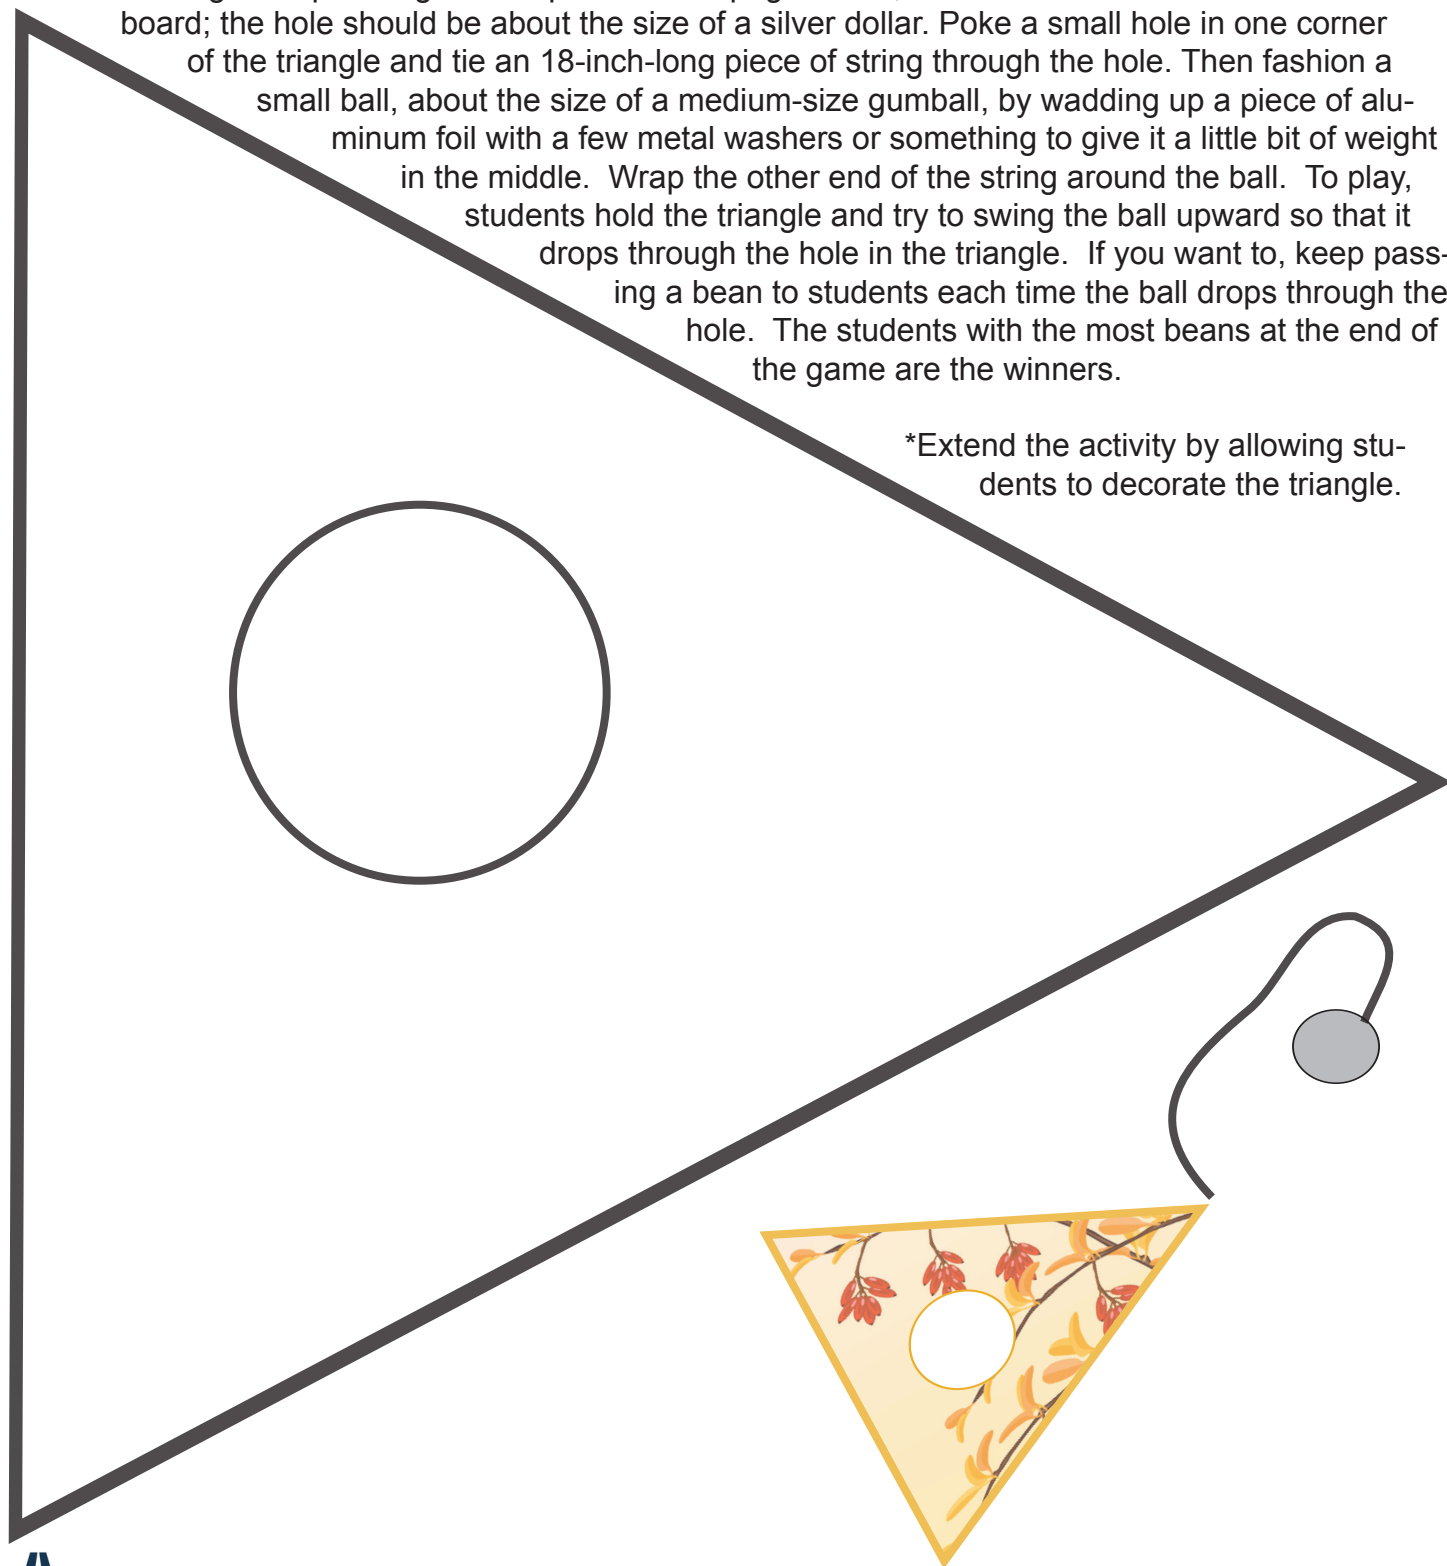 board; the hole should be about the size of a silver dollar. Poke a small hole in one corner
of the triangle and tie an 18-inch-long piece of string through the hole. Then fashion a
small ball, about the size of a medium-size gumball, by wadding up a piece of alu-
minum foil with a few metal washers or something to give it a little bit of weight
in the middle.  Wrap the other end of the string around the ball.  To play,
students hold the triangle and try to swing the ball upward so that it
drops through the hole in the triangle.  If you want to, keep pass-
ing a bean to students each time the ball drops through the
hole.  The students with the most beans at the end of
the game are the winners.
*Extend the activity by allowing stu-
dents to decorate the triangle.